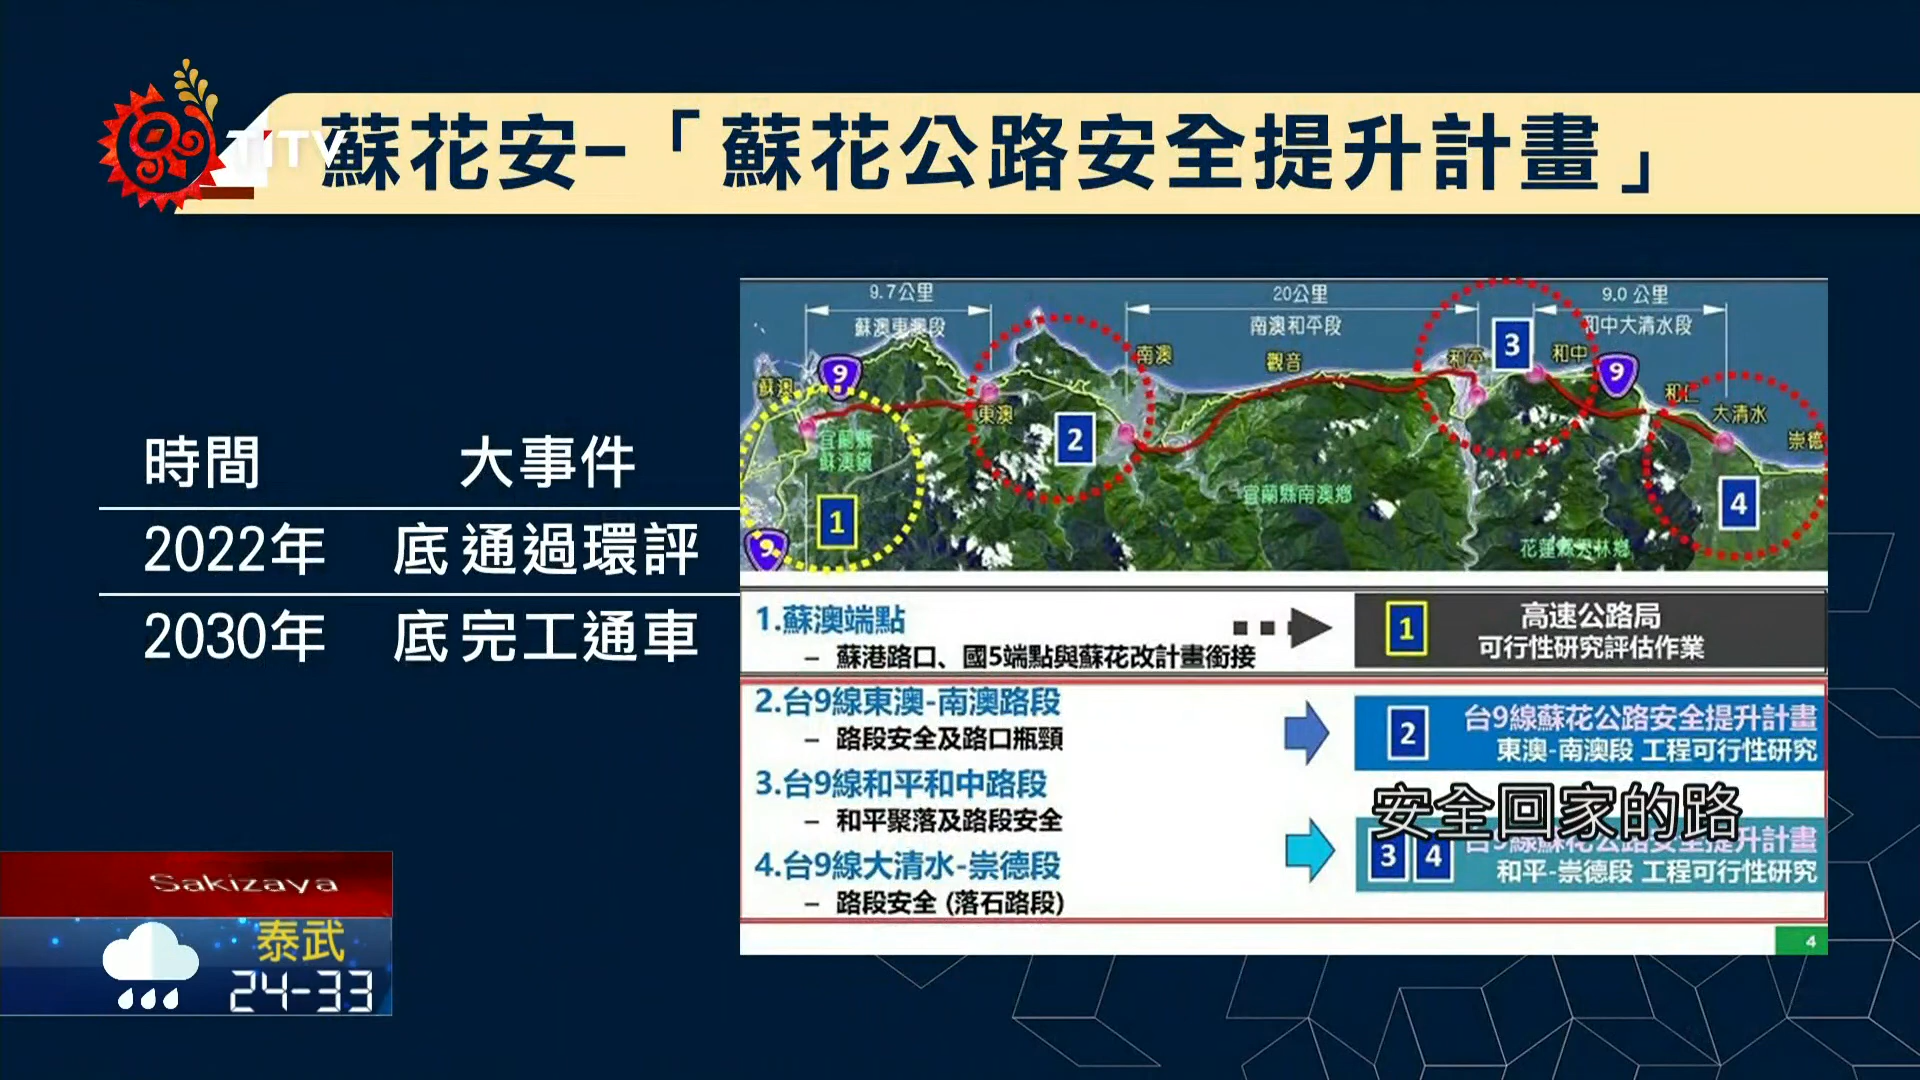 TiTV
蘇花安-「蘇花公路安全提升計畫」
時間 大事件
2022年 底通過環評
2030年 底完工通車
9.7公里
蘇澳東澳段
20公里
南澳和平段
9.0 公里
和中大清水段
9
蘇澳
東澳
南澳
觀音
和平
和中
9
和仁
大清水
崇德
宜蘭縣
蘇澳鎮
宜蘭縣南澳鄉
花蓮縣秀林鄉
1
2
3
4
9
1.蘇澳端點
– 蘇港路口、國5端點與蘇花改計畫銜接
1 高速公路局
可行性研究評估作業
2.台9線東澳-南澳路段
– 路段安全及路口瓶頸
2 台9線蘇花公路安全提升計畫
東澳-南澳段 工程可行性研究
3.台9線和平和中路段
– 和平聚落及路段安全
4.台9線大清水-崇德段
– 路段安全 (落石路段)
安全回家的路
3 4 台9線蘇花公路安全提升計畫
和平-崇德段 工程可行性研究
4
Sakizaya
泰武
24-33